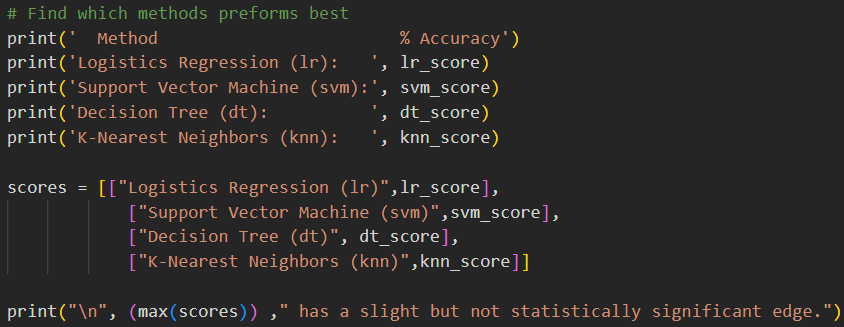 # Find which methods preforms best
print('  Method                       % Accuracy')
print('Logistics Regression (lr):   ', lr_score)
print('Support Vector Machine (svm):', svm_score)
print('Decision Tree (dt):          ', dt_score)
print('K-Nearest Neighbors (knn):   ', knn_score)
scores = [["Logistics Regression (lr)",lr_score],
["Support Vector Machine (svm)",svm_score],
["Decision Tree (dt)", dt_score],
["K-Nearest Neighbors (knn)",knn_score]]
print("\n", (max(scores)) ," has a slight but not statistically significant edge.")